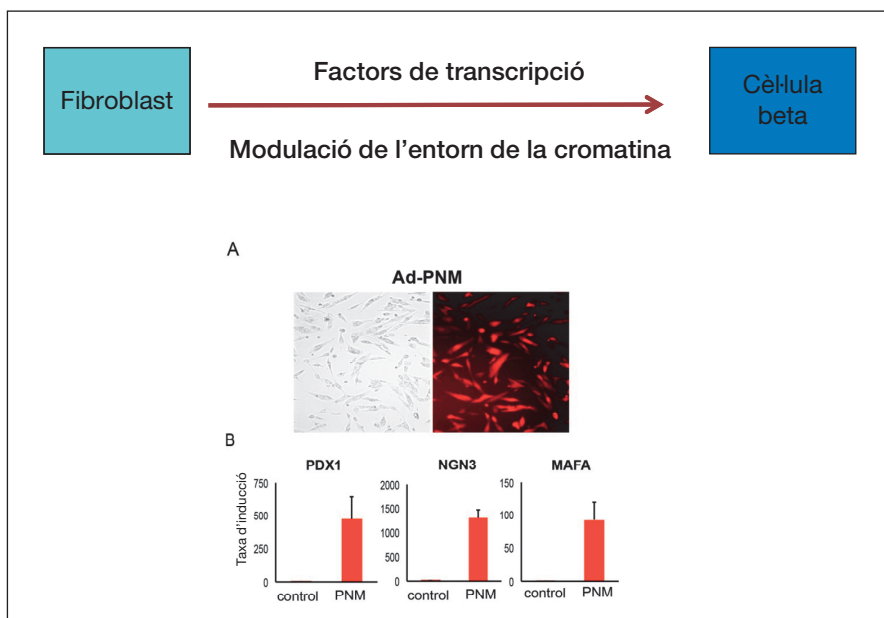 Fibroblast
Factors de transcripció
Modulació de l'entorn de la cromatina
Cèl·lula
beta
A
Ad-PNM
B
PDX1
NGN3
MAFA
Taxa d'inducció
750
500
250
0
control PNM
2000
1500
1000
500
0
control PNM
150
100
50
0
control PNM